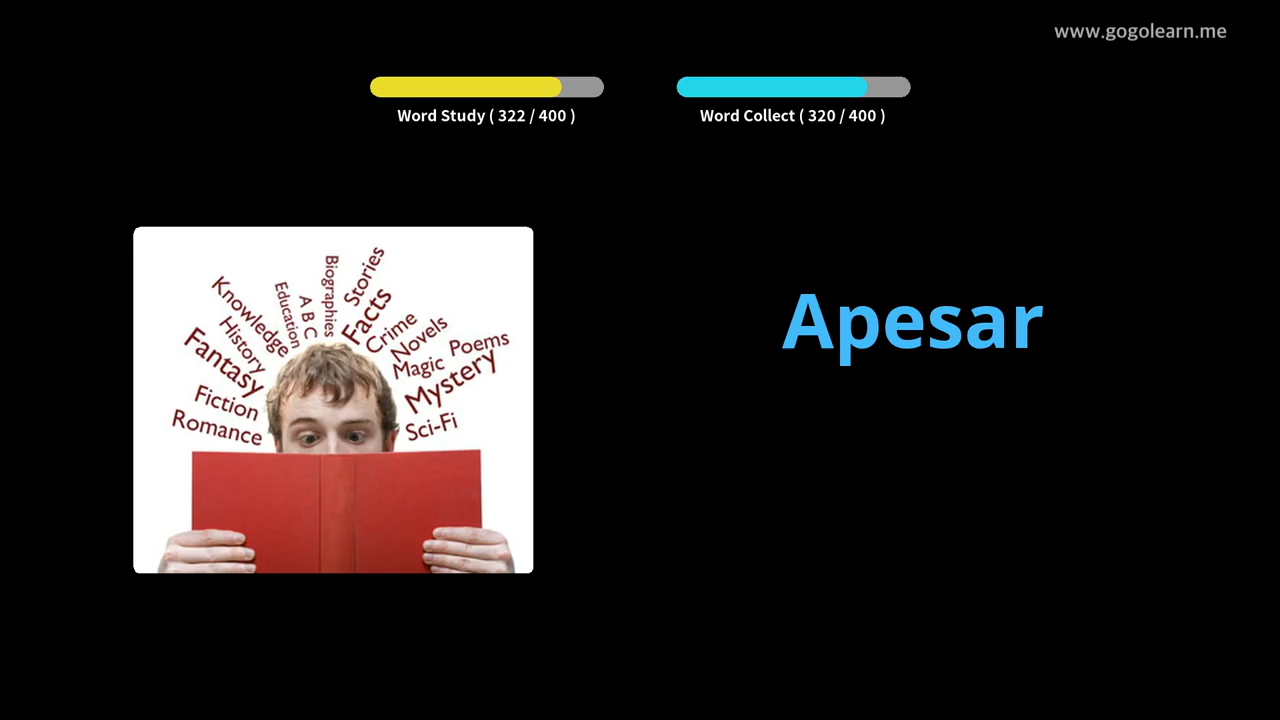 www.gogolearn.me
Word Study ( 322 / 400 )
Word Collect ( 320 / 400 )
Apesar
Knowledge
History
Fantasy
Fiction
Romance
Education
A B C
Biographies
Stories
Facts
Crime
Novels
Magic
Poems
Mystery
Sci-Fi